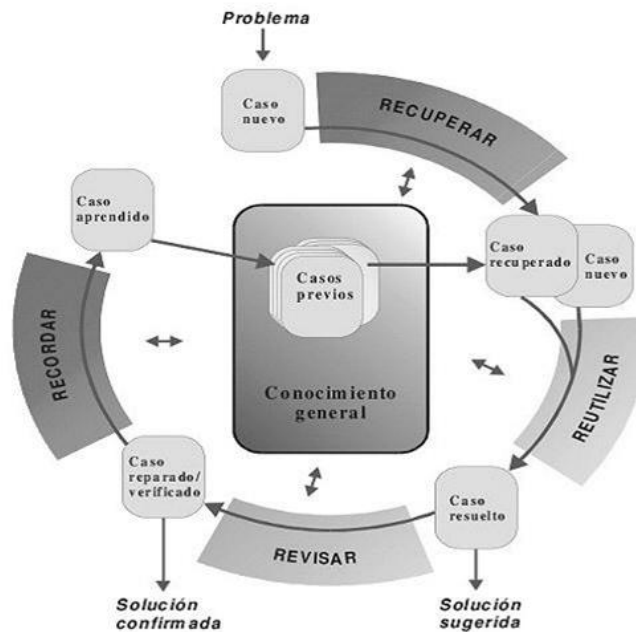 Problema
Caso
nuevo
RECUPERAR
Caso
aprendido
Caso
recuperado
Caso
nuevo
Casos
previos
RECORDAR
Conocimiento
general
REUTILIZAR
Caso
reparado/
verificado
Caso
resuelto
REVISAR
Solución
confirmada
Solución
sugerida